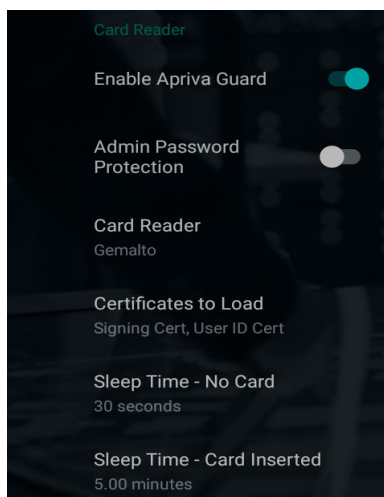 Card Reader
Enable Apriva Guard
Admin Password
Protection
Card Reader
Gemalto
Certificates to Load
Signing Cert, User ID Cert
Sleep Time - No Card
30 seconds
Sleep Time - Card Inserted
5.00 minutes